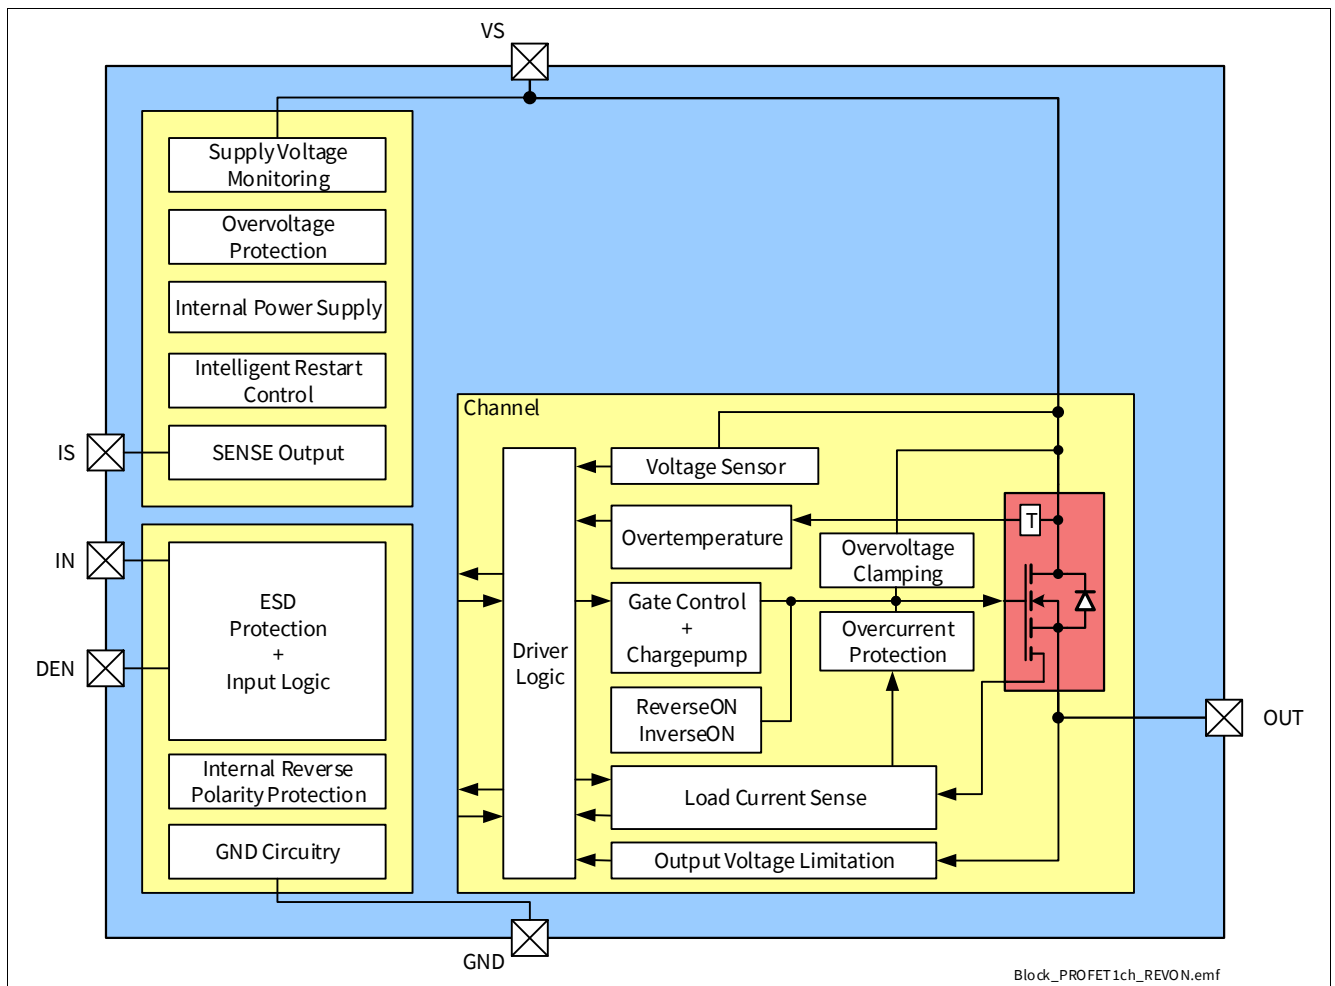 VS
Supply Voltage
Monitoring
Overvoltage
Protection
Internal Power Supply
Intelligent Restart
Control
SENSE Output
IS
IN
DEN
ESD
Protection
+
Input Logic
Internal Reverse
Polarity Protection
GND Circuitry
GND
Channel
Driver
Logic
Voltage Sensor
Overtemperature
T
Overvoltage
Clamping
Gate Control
+
Chargepump
Overcurrent
Protection
ReverseON
InverseON
Load Current Sense
Output Voltage Limitation
OUT
Block_PROFET1ch_REVON.emf